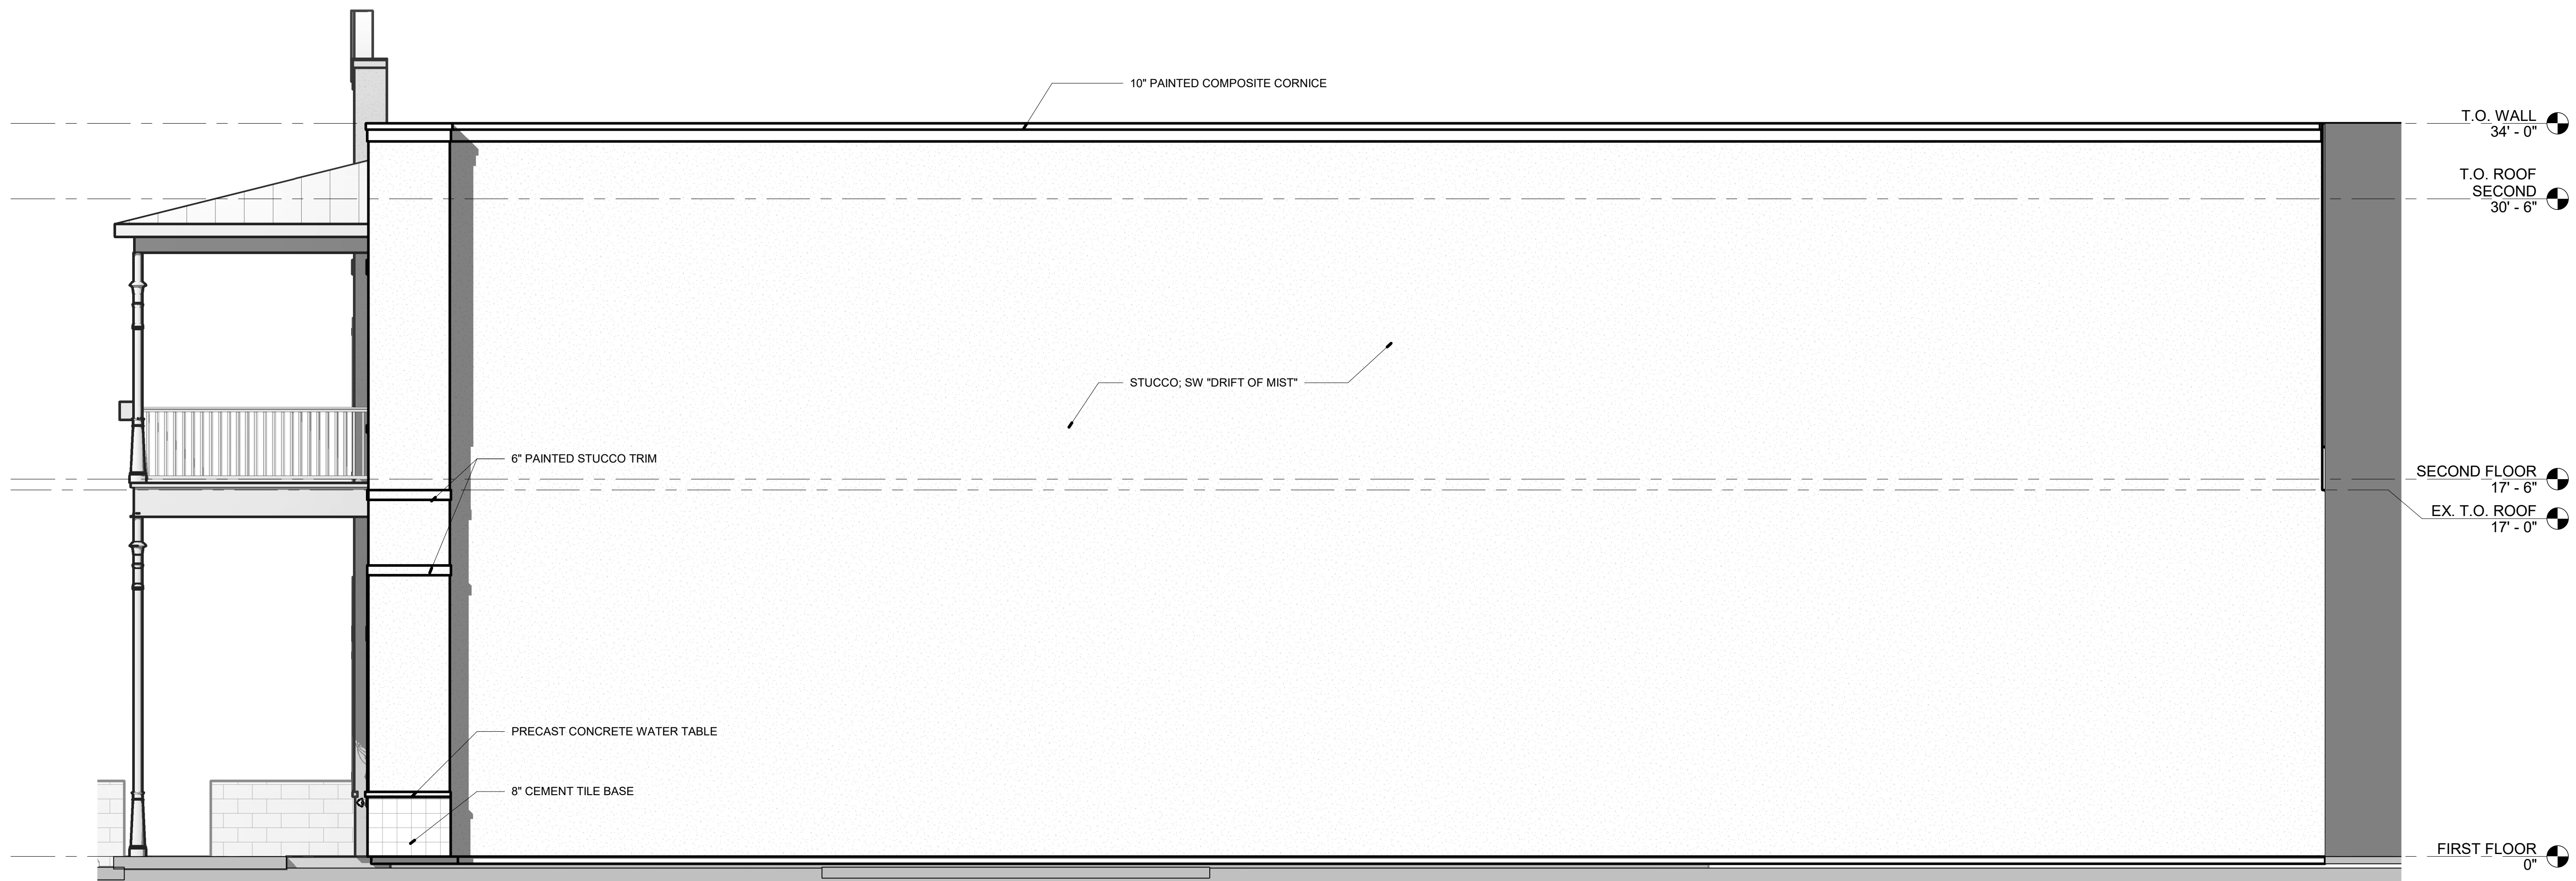 10" PAINTED COMPOSITE CORNICE
T.O. WALL
34' - 0"
T.O. ROOF
SECOND
30' - 6"
STUCCO; SW "DRIFT OF MIST"
6" PAINTED STUCCO TRIM
SECOND FLOOR
17' - 6"
EX. T.O. ROOF
17' - 0"
PRECAST CONCRETE WATER TABLE
8" CEMENT TILE BASE
FIRST FLOOR
0"